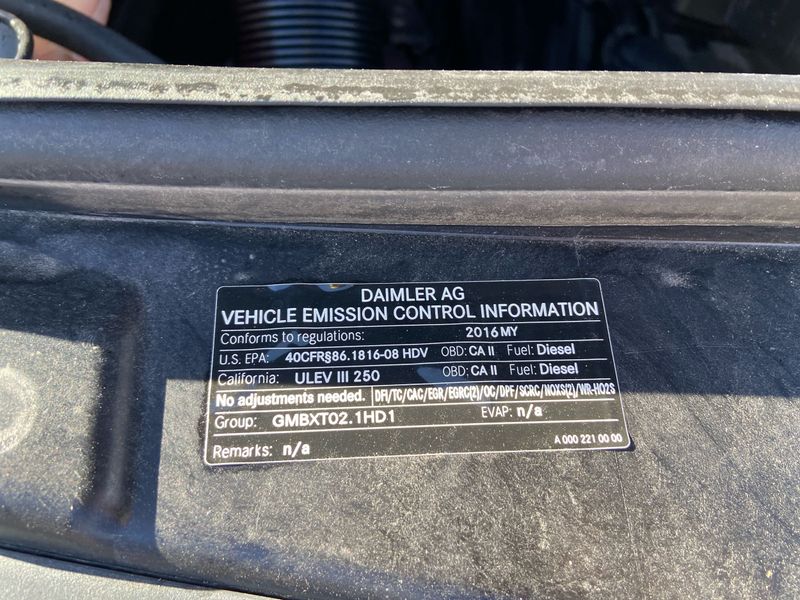 DAIMLER AG
VEHICLE EMISSION CONTROL INFORMATION
Conforms to regulations: 2016 MY
U.S. EPA: 40CFR§86.1816-08 HDV OBD: CA II Fuel: Diesel
California: ULEV III 250 OBD: CA II Fuel: Diesel
No adjustments needed. DFI/TC/CAC/EGR/EGRC(2)/OC/DPF/SCRC/NOXS(2)/WR-HO2S
Group: GMBXT02.1HD1 EVAP: n/a
A 000 221 00 00
Remarks: n/a